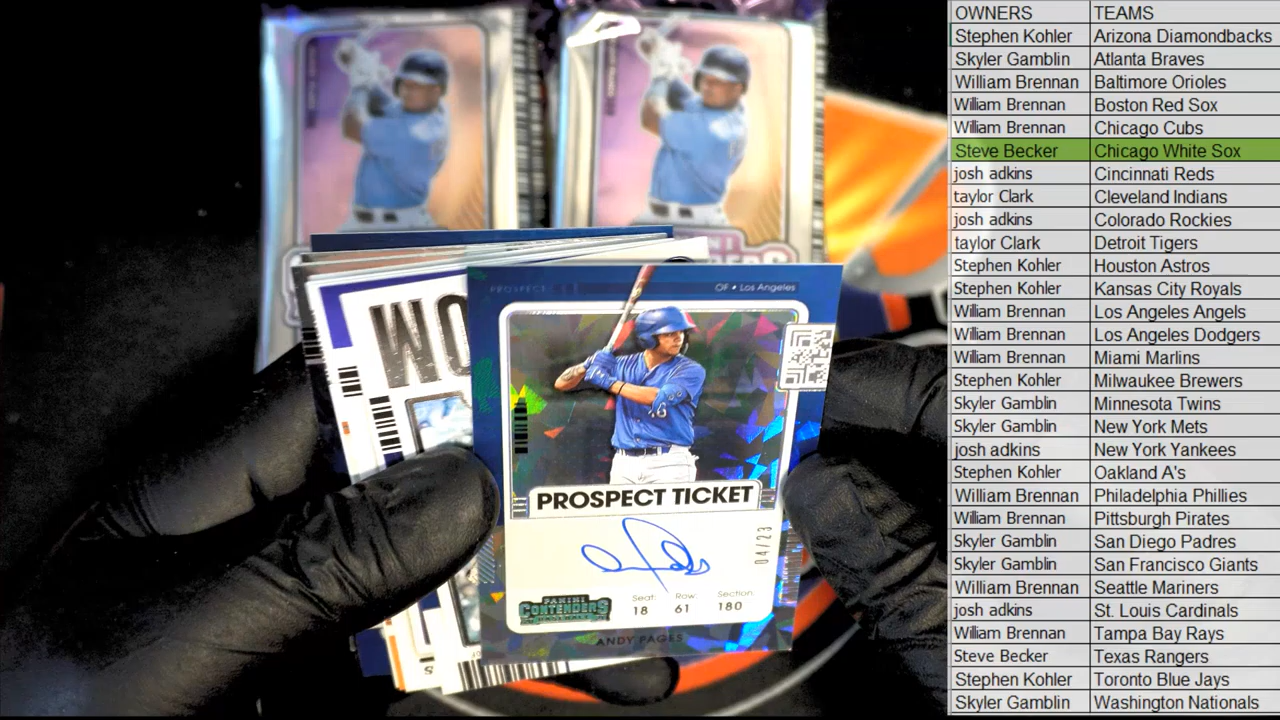 OWNERS TEAMS
Stephen Kohler Arizona Diamondbacks
Skyler Gamblin Atlanta Braves
William Brennan Baltimore Orioles
William Brennan Boston Red Sox
William Brennan Chicago Cubs
Steve Becker Chicago White Sox
josh adkins Cincinnati Reds
taylor Clark Cleveland Indians
josh adkins Colorado Rockies
taylor Clark Detroit Tigers
Stephen Kohler Houston Astros
Stephen Kohler Kansas City Royals
William Brennan Los Angeles Angels
William Brennan Los Angeles Dodgers
William Brennan Miami Marlins
Stephen Kohler Milwaukee Brewers
Skyler Gamblin Minnesota Twins
Skyler Gamblin New York Mets
josh adkins New York Yankees
Stephen Kohler Oakland A's
William Brennan Philadelphia Phillies
William Brennan Pittsburgh Pirates
Skyler Gamblin San Diego Padres
Skyler Gamblin San Francisco Giants
William Brennan Seattle Mariners
josh adkins St. Louis Cardinals
William Brennan Tampa Bay Rays
Steve Becker Texas Rangers
Stephen Kohler Toronto Blue Jays
Skyler Gamblin Washington Nationals
OF • Los Angeles
16
PROSPECT TICKET
04/23
PANINI
CONTENDERS
Seat: Row: Section:
18 61 180
ANDY PAGES